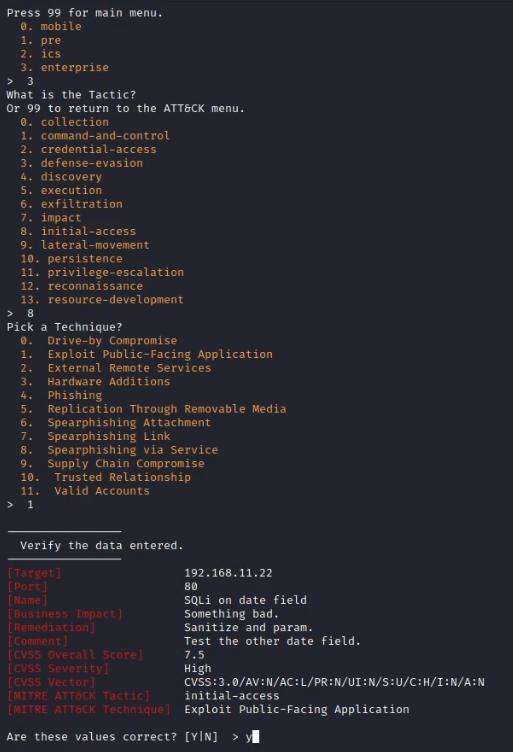 Press 99 for main menu.
0. mobile
1. pre
2. ics
3. enterprise
> 3
What is the Tactic?
Or 99 to return to the ATT&CK menu.
0. collection
1. command-and-control
2. credential-access
3. defense-evasion
4. discovery
5. execution
6. exfiltration
7. impact
8. initial-access
9. lateral-movement
10. persistence
11. privilege-escalation
12. reconnaissance
13. resource-development
> 8
Pick a Technique?
0. Drive-by Compromise
1. Exploit Public-Facing Application
2. External Remote Services
3. Hardware Additions
4. Phishing
5. Replication Through Removable Media
6. Spearphishing Attachment
7. Spearphishing Link
8. Spearphishing via Service
9. Supply Chain Compromise
10. Trusted Relationship
11. Valid Accounts
> 1
Verify the data entered.
[Target] 192.168.11.22
[Port] 80
[Name] SQLi on date field
[Business Impact] Something bad.
[Remediation] Sanitize and param.
[Comment] Test the other date field.
[CVSS Overall Score] 7.5
[CVSS Severity] High
[CVSS Vector] CVSS:3.0/AV:N/AC:L/PR:N/UI:N/S:U/C:H/I:N/A:N
[MITRE ATT&CK Tactic] initial-access
[MITRE ATT&CK Technique] Exploit Public-Facing Application
Are these values correct? [Y|N] > y